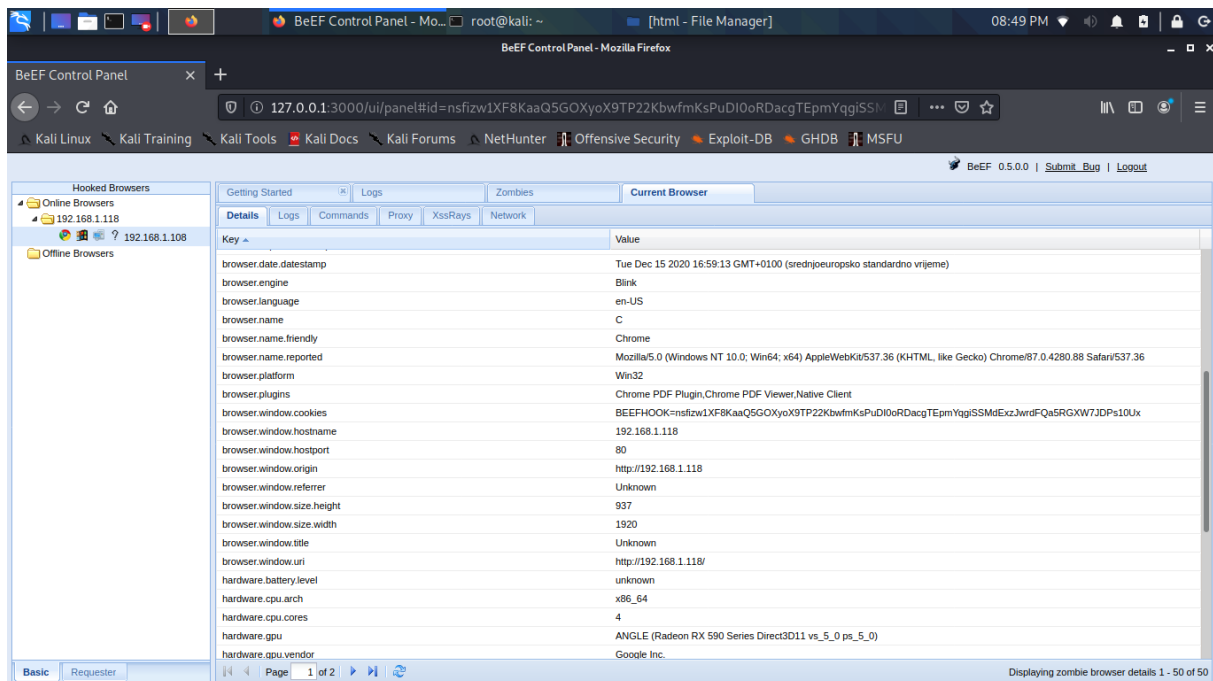 BeEF Control Panel - Mo...
root@kali: ~
[html - File Manager]
08:49 PM
BeEF Control Panel - Mozilla Firefox
BeEF Control Panel
127.0.0.1:3000/ui/panel#id=nsfizw1XF8KaaQ5GOXyoX9TP22KbwfmKsPuDI0oRDacgTEpmYqgiSSM
Kali Linux Kali Training Kali Tools Kali Docs Kali Forums NetHunter Offensive Security Exploit-DB GHDB MSFU
BeEF 0.5.0.0 | Submit Bug | Logout
Hooked Browsers
Online Browsers
192.168.1.118
? 192.168.1.108
Offline Browsers
Getting Started Logs Zombies Current Browser
Details Logs Commands Proxy XssRays Network
Key Value
browser.date.datestamp Tue Dec 15 2020 16:59:13 GMT+0100 (srednjoeuropsko standardno vrijeme)
browser.engine Blink
browser.language en-US
browser.name C
browser.name.friendly Chrome
browser.name.reported Mozilla/5.0 (Windows NT 10.0; Win64; x64) AppleWebKit/537.36 (KHTML, like Gecko) Chrome/87.0.4280.88 Safari/537.36
browser.platform Win32
browser.plugins Chrome PDF Plugin,Chrome PDF Viewer,Native Client
browser.window.cookies BEEFHOOK=nsfizw1XF8KaaQ5GOXyoX9TP22KbwfmKsPuDI0oRDacgTEpmYqgiSSMdExzJwrdFQa5RGXW7JDPs10Ux
browser.window.hostname 192.168.1.118
browser.window.hostport 80
browser.window.origin http://192.168.1.118
browser.window.referrer Unknown
browser.window.size.height 937
browser.window.size.width 1920
browser.window.title Unknown
browser.window.uri http://192.168.1.118/
hardware.battery.level unknown
hardware.cpu.arch x86_64
hardware.cpu.cores 4
hardware.gpu ANGLE (Radeon RX 590 Series Direct3D11 vs_5_0 ps_5_0)
hardware.gpu.vendor Google Inc.
Basic Requester Page 1 of 2 Displaying zombie browser details 1 - 50 of 50